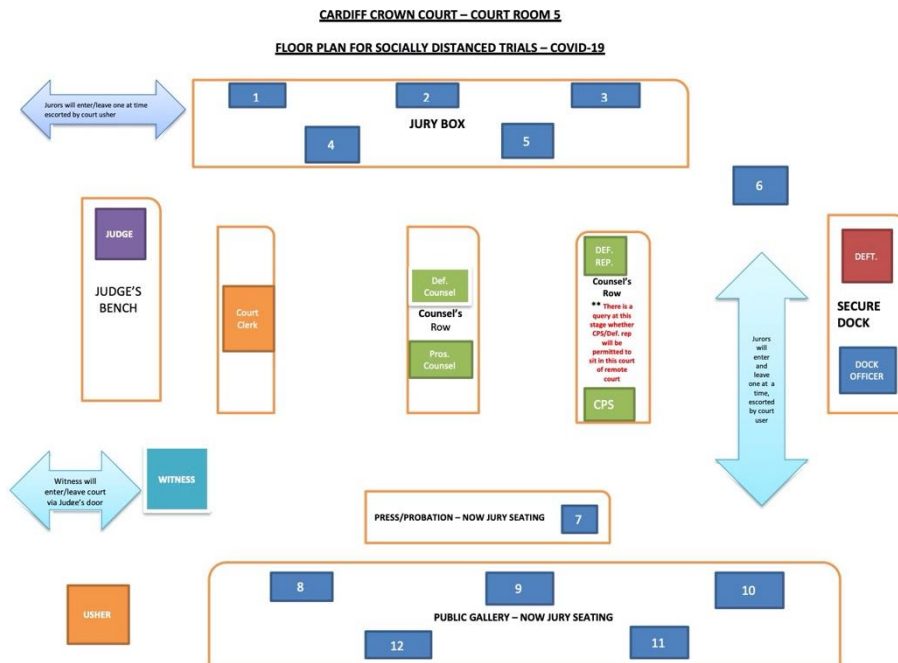 CARDIFF CROWN COURT – COURT ROOM 5
FLOOR PLAN FOR SOCIALLY DISTANCED TRIALS – COVID-19
Jurors will enter/leave one at time
escorted by court usher
1
2
3
JURY BOX
4
5
6
JUDGE
JUDGE'S
BENCH
Court
Clerk
Def.
Counsel
Counsel's
Row
Pros.
Counsel
DEF.
REP.
Counsel's
Row
** There is a
query at this
stage whether
CPS/Def. rep
will be
permitted to
sit in this court
of remote
court
CPS
Jurors
will
enter
and
leave
one at a
time,
escorted
by court
user
DEFT.
SECURE
DOCK
DOCK
OFFICER
Witness will
enter/leave court
via Judee's door
WITNESS
PRESS/PROBATION – NOW JURY SEATING
7
USHER
8
9
10
PUBLIC GALLERY – NOW JURY SEATING
12
11